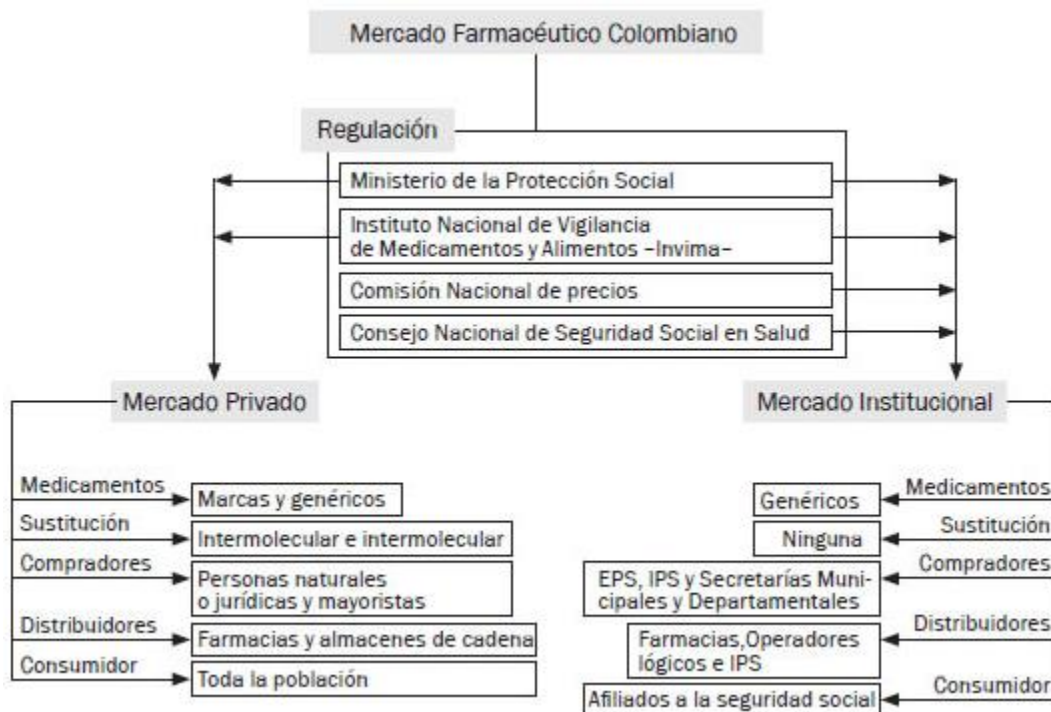 Mercado Farmacéutico Colombiano
Regulación
Ministerio de la Protección Social
Instituto Nacional de Vigilancia
de Medicamentos y Alimentos –Invima–
Comisión Nacional de precios
Consejo Nacional de Seguridad Social en Salud
Mercado Privado
Medicamentos
Marcas y genéricos
Sustitución
Intermolecular e intermolecular
Compradores
Personas naturales
o jurídicas y mayoristas
Distribuidores
Farmacias y almacenes de cadena
Consumidor
Toda la población
Mercado Institucional
Medicamentos
Genéricos
Sustitución
Ninguna
Compradores
EPS, IPS y Secretarías Muni-
cipales y Departamentales
Distribuidores
Farmacias,Operadores
lógicos e IPS
Consumidor
Afiliados a la seguridad social